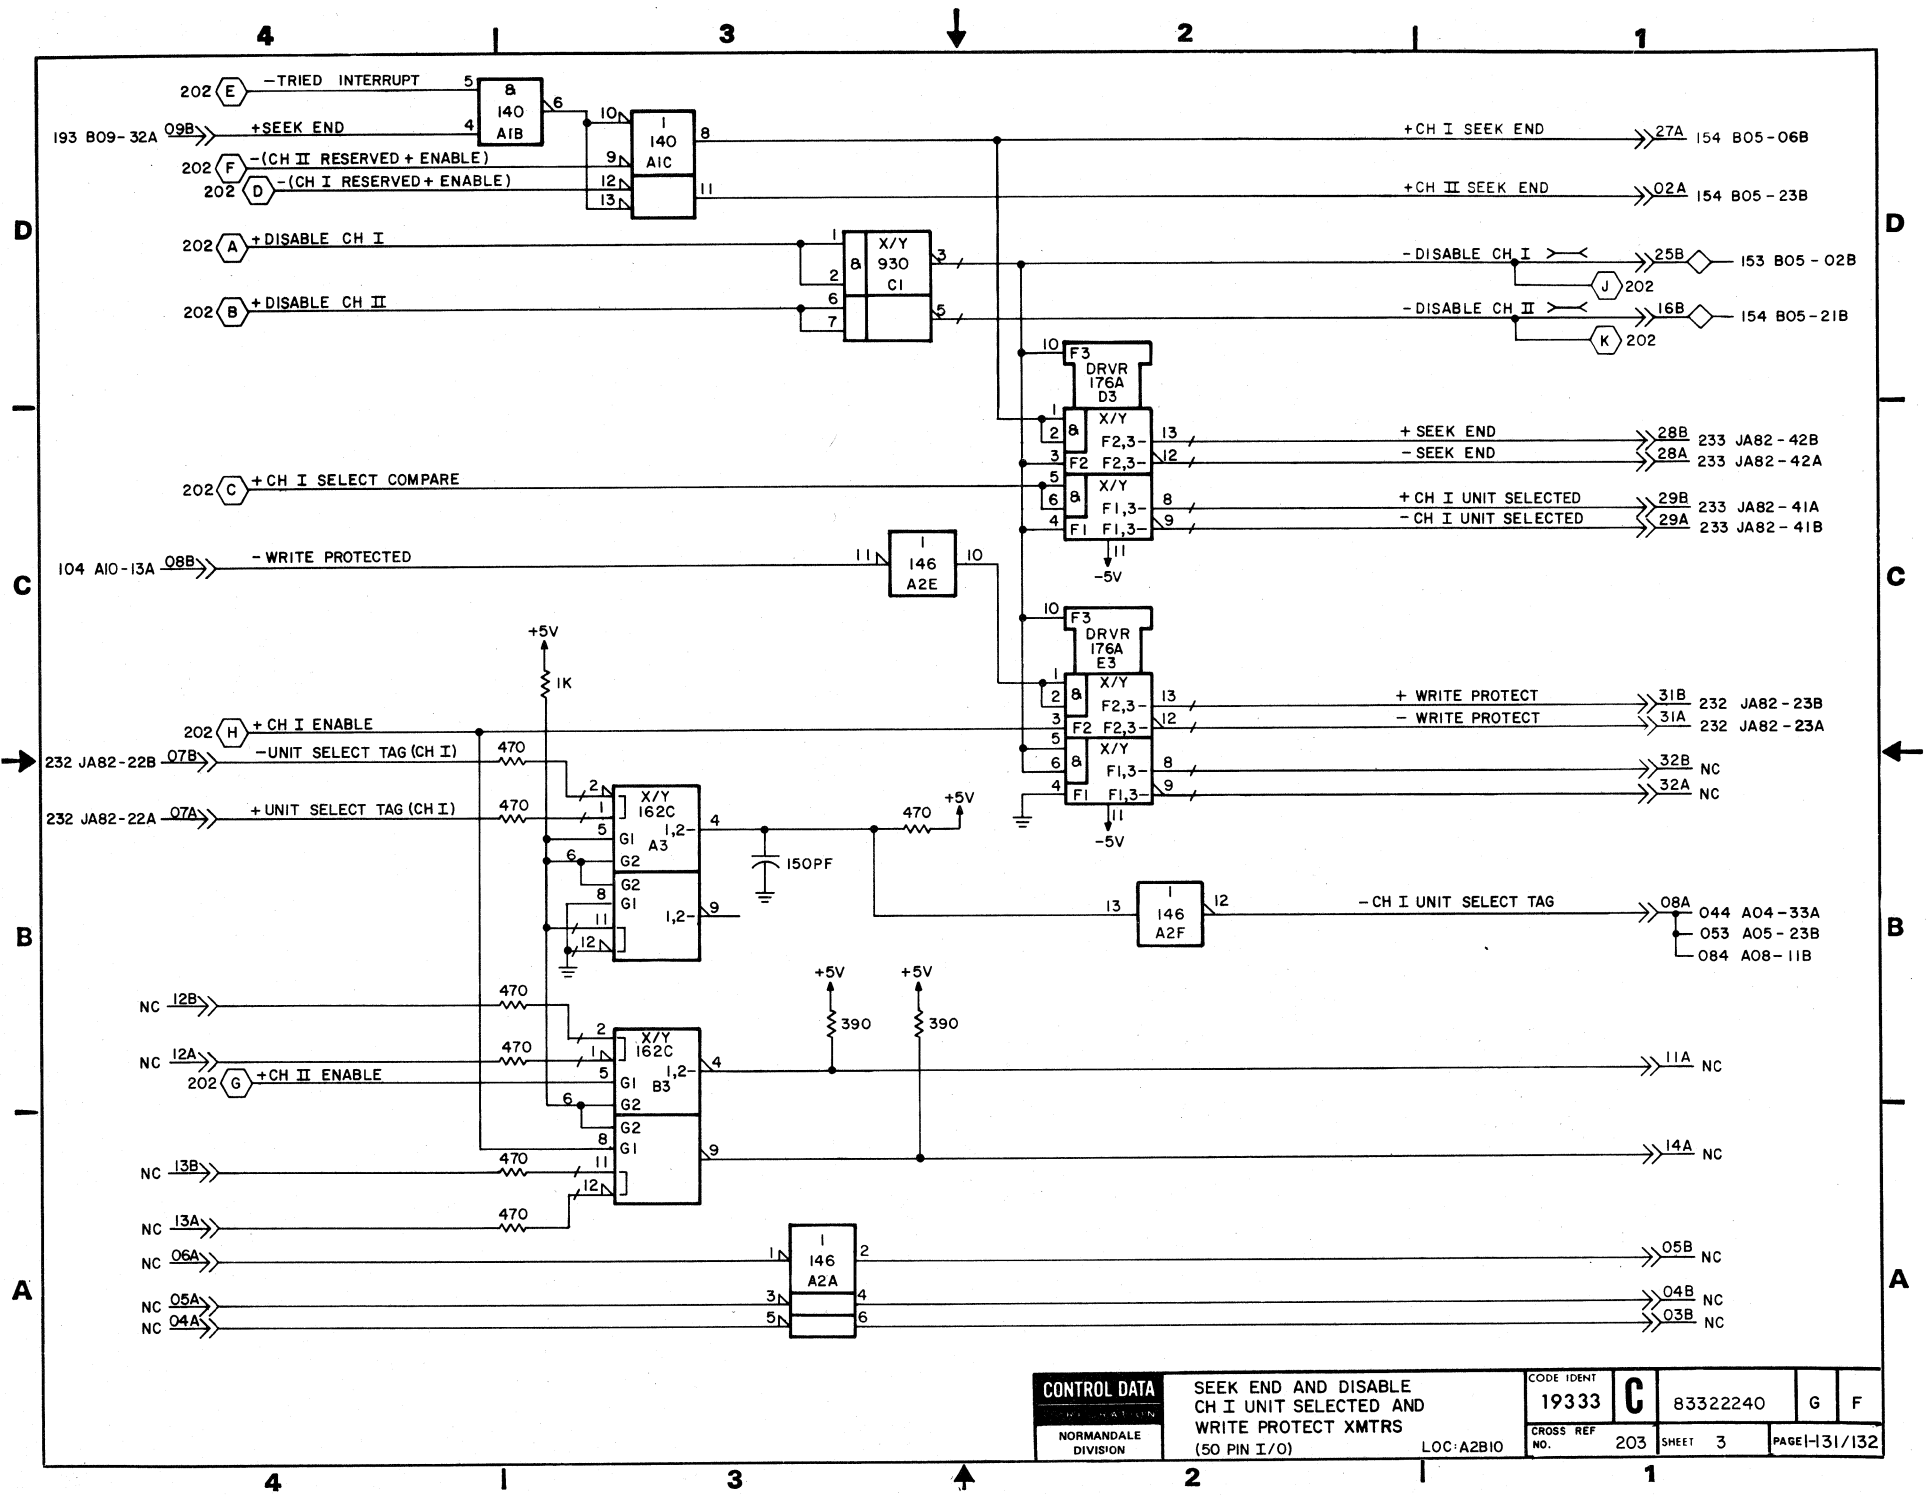 4 3 2 1
202 E -TRIED INTERRUPT 5
& 140 A1B 6
193 B09-32A 09B +SEEK END 4
202 F -(CH II RESERVED + ENABLE) 9
202 D -(CH I RESERVED + ENABLE) 12
10 13
1 140 A1C 8 11
+CH I SEEK END 27A 154 B05-06B
+CH II SEEK END 02A 154 B05-23B
D D
202 A +DISABLE CH I 1 2
& X/Y 930 C1 3
-DISABLE CH I 25B 153 B05-02B
J 202
202 B +DISABLE CH II 6 7 5
-DISABLE CH II 16B 154 B05-21B
K 202
10 F3
DRVR
176A
D3
1 X/Y
2 & F2,3- 13 +SEEK END 28B 233 JA82-42B
3 F2 F2,3- 12 -SEEK END 28A 233 JA82-42A
202 C +CH I SELECT COMPARE 5 X/Y
6 & F1,3- 8 +CH I UNIT SELECTED 29B 233 JA82-41A
4 F1 F1,3- 9 -CH I UNIT SELECTED 29A 233 JA82-41B
11
-5V
104 A10-13A 08B -WRITE PROTECTED 11
1 146 A2E 10
C C
10 F3
DRVR
176A
E3
+5V
1K
1 X/Y
2 & F2,3- 13 + WRITE PROTECT 31B 232 JA82-23B
202 H +CH I ENABLE 3 F2 F2,3- 12 - WRITE PROTECT 31A 232 JA82-23A
5 X/Y
6 & F1,3- 8 32B NC
4 F1 F1,3- 9 32A NC
11
-5V
232 JA82-22B 07B -UNIT SELECT TAG (CH I) 470 2
232 JA82-22A 07A +UNIT SELECT TAG (CH I) 470 1
X/Y
162C
A3
5 G1 1,2- 4
6 G2
G2
8 G1 1,2- 9
11
12
470 +5V
150PF
13 1 146 A2F 12
-CH I UNIT SELECT TAG 08A 044 A04-33A
053 A05-23B
084 A08-11B
B B
+5V +5V
390 390
NC 12B 470 2
NC 12A 470 1
X/Y
162C
B3
202 G +CH II ENABLE 5 G1 1,2- 4 11A NC
6 G2
G2
8 G1 9 14A NC
NC 13B 470 11
NC 13A 470 12
NC 06A 1
1 146 A2A
2 05B NC
A A
NC 05A 3 4 04B NC
NC 04A 5 6 03B NC
CONTROL DATA
CORPORATION
NORMANDALE
DIVISION
SEEK END AND DISABLE
CH I UNIT SELECTED AND
WRITE PROTECT XMTRS
(50 PIN I/O) LOC:A2B10
CODE IDENT
19333 C 83322240 G F
CROSS REF
NO. 203 SHEET 3 PAGE 1-131/132
4 3 2 1